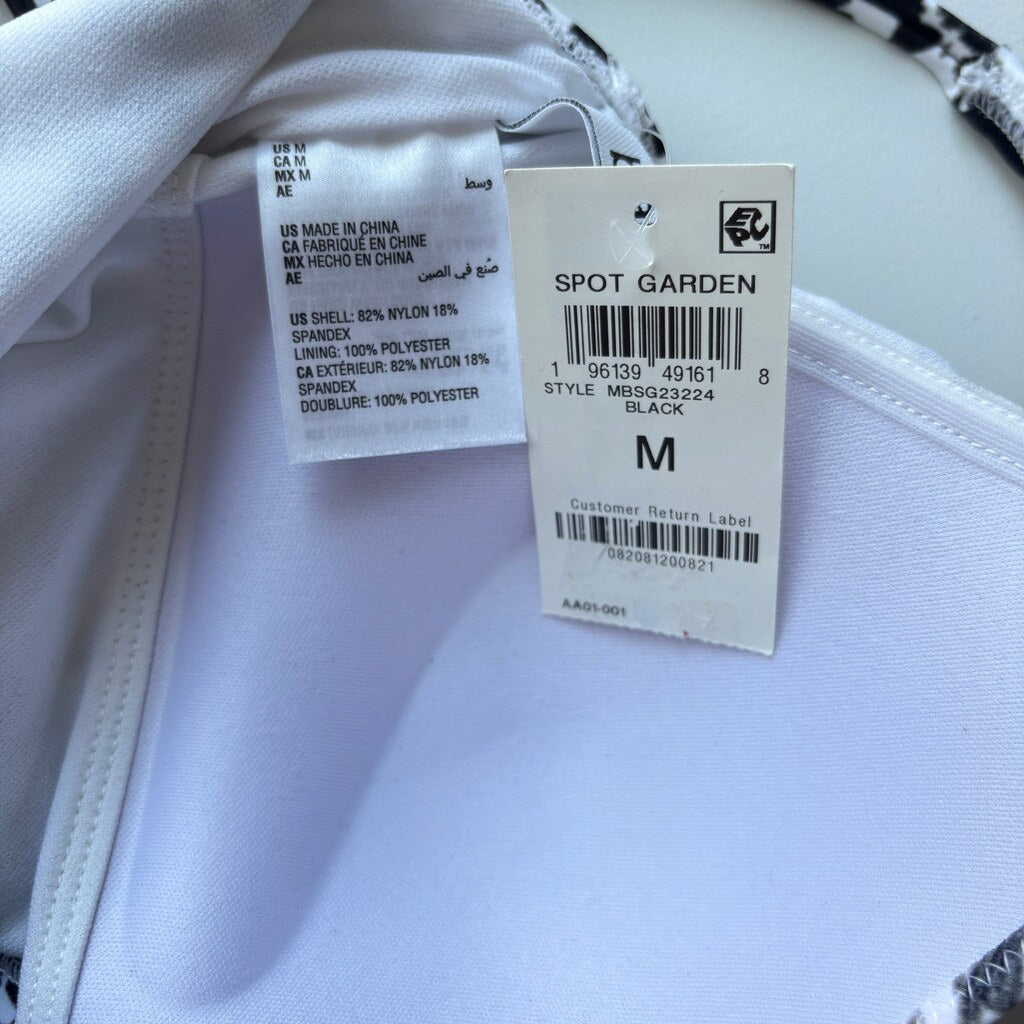 US M
CA M
MX M
AE
وسط
US MADE IN CHINA
CA FABRIQUÉ EN CHINE
MX HECHO EN CHINA
AE
صُنع في الصين
US SHELL: 82% NYLON 18%
SPANDEX
LINING: 100% POLYESTER
CA EXTÉRIEUR: 82% NYLON 18%
SPANDEX
DOUBLURE: 100% POLYESTER
SPOT GARDEN
1 96139 49161 8
STYLE MBSG23224
BLACK
M
Customer Return Label
082081200821
AA01-001